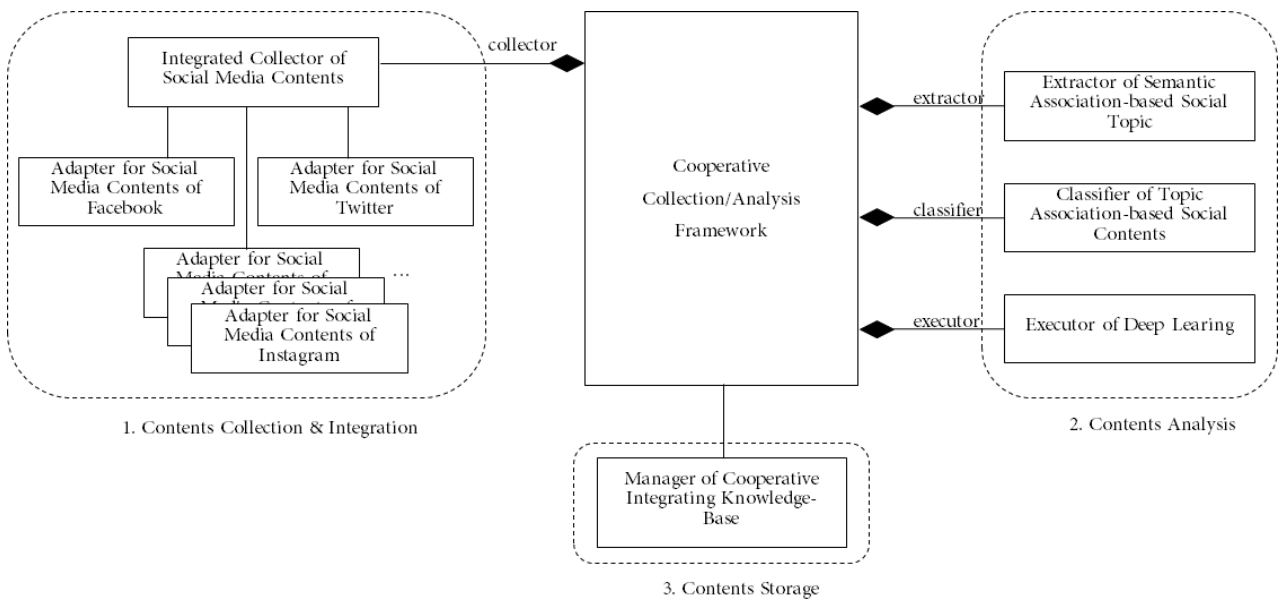 collector
Integrated Collector of
Social Media Contents
Adapter for Social
Media Contents of
Facebook
Adapter for Social
Media Contents of
Twitter
Adapter for Social
Media Contents of
...
Adapter for Social
Adapter for Social
Media Contents of
Instagram
1. Contents Collection & Integration
Cooperative
Collection/Analysis
Framework
extractor
Extractor of Semantic
Association-based Social
Topic
classifier
Classifier of Topic
Association-based Social
Contents
executor
Executor of Deep Learing
2. Contents Analysis
Manager of Cooperative
Integrating Knowledge-
Base
3. Contents Storage